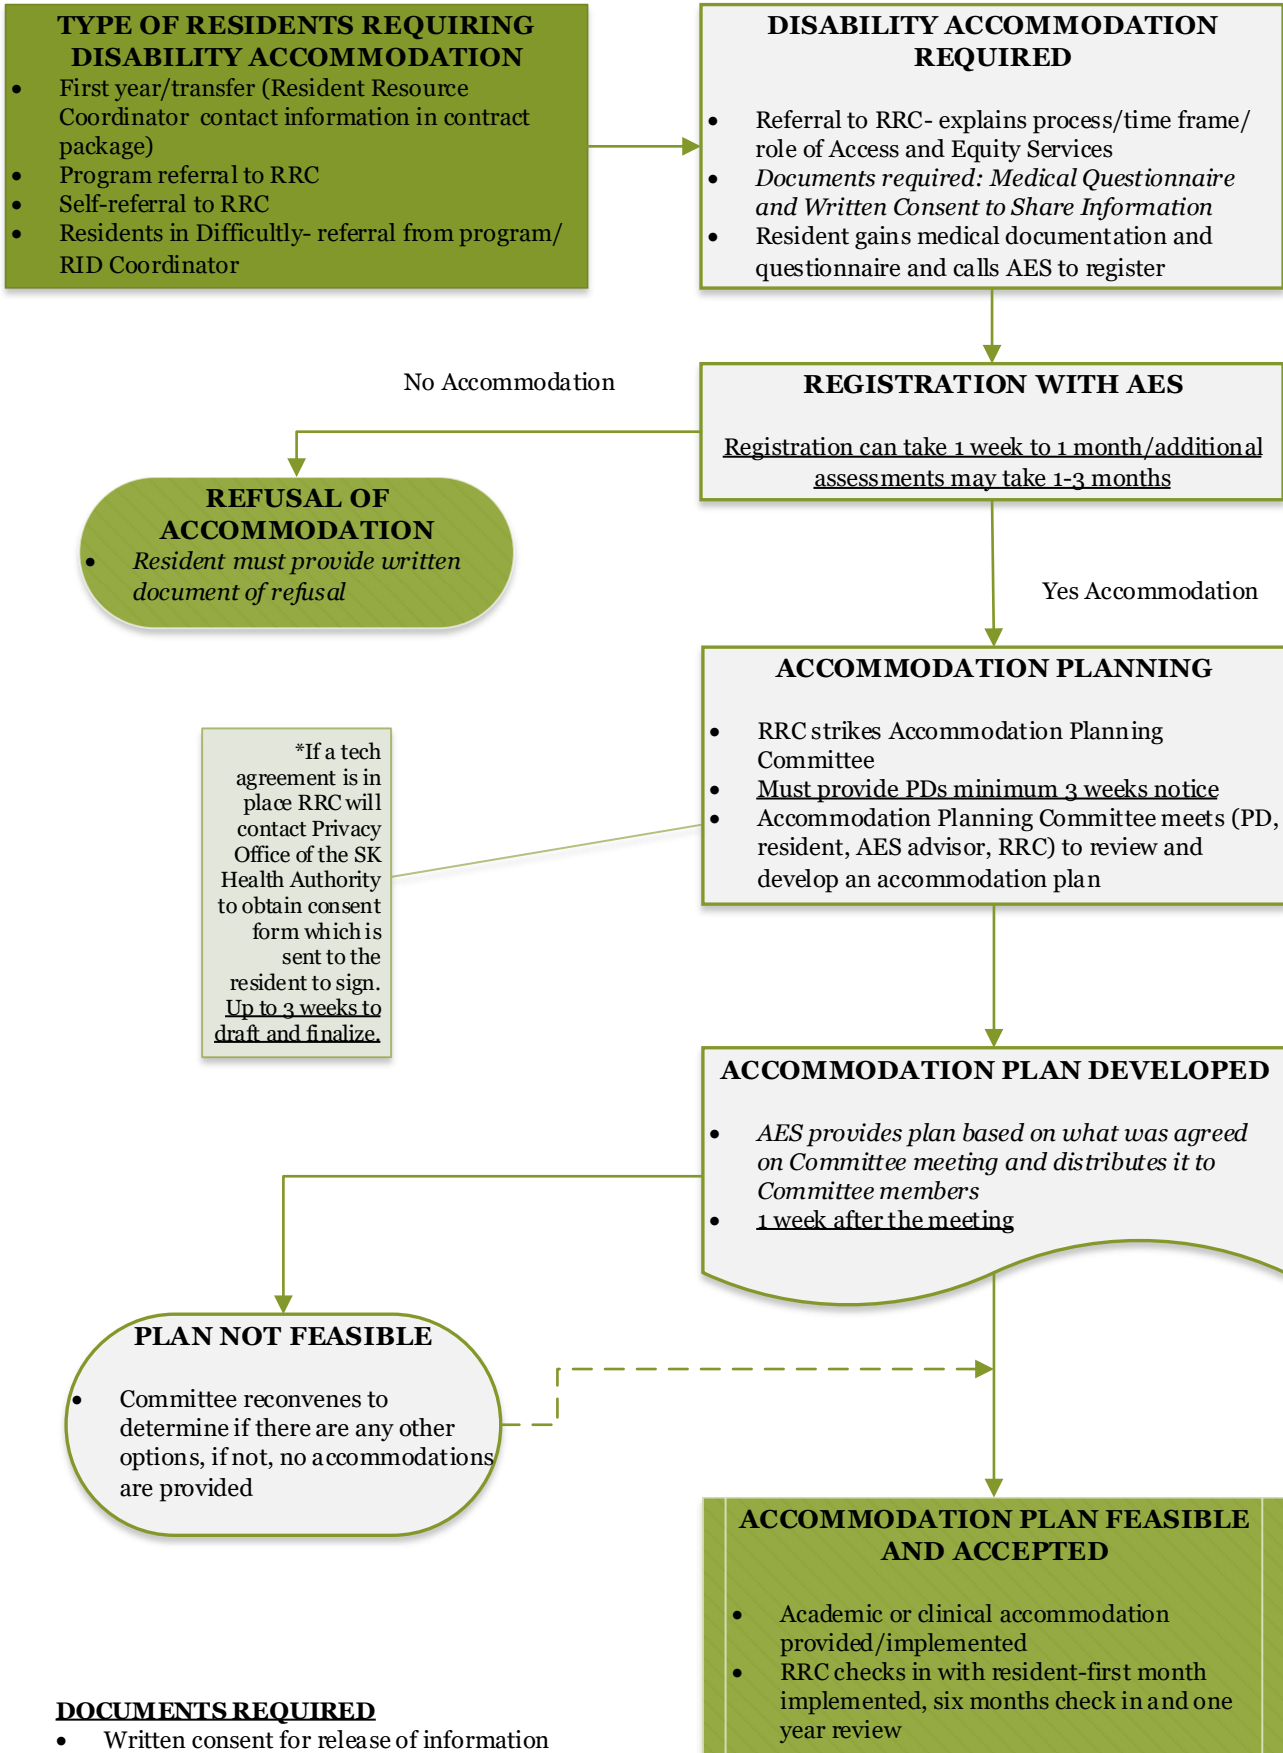 TYPE OF RESIDENTS REQUIRING
DISABILITY ACCOMMODATION
• First year/transfer (Resident Resource
Coordinator contact information in contract
package)
• Program referral to RRC
• Self-referral to RRC
• Residents in Difficultly- referral from program/
RID Coordinator
DISABILITY ACCOMMODATION
REQUIRED
• Referral to RRC- explains process/time frame/
role of Access and Equity Services
• Documents required: Medical Questionnaire
and Written Consent to Share Information
• Resident gains medical documentation and
questionnaire and calls AES to register
No Accommodation
REGISTRATION WITH AES
Registration can take 1 week to 1 month/additional
assessments may take 1-3 months
REFUSAL OF
ACCOMMODATION
• Resident must provide written
document of refusal
Yes Accommodation
ACCOMMODATION PLANNING
• RRC strikes Accommodation Planning
Committee
• Must provide PDs minimum 3 weeks notice
• Accommodation Planning Committee meets (PD,
resident, AES advisor, RRC) to review and
develop an accommodation plan
*If a tech
agreement is in
place RRC will
contact Privacy
Office of the SK
Health Authority
to obtain consent
form which is
sent to the
resident to sign.
Up to 3 weeks to
draft and finalize.
ACCOMMODATION PLAN DEVELOPED
• AES provides plan based on what was agreed
on Committee meeting and distributes it to
Committee members
• 1 week after the meeting
PLAN NOT FEASIBLE
• Committee reconvenes to
determine if there are any other
options, if not, no accommodations
are provided
ACCOMMODATION PLAN FEASIBLE
AND ACCEPTED
• Academic or clinical accommodation
provided/implemented
• RRC checks in with resident-first month
implemented, six months check in and one
year review
DOCUMENTS REQUIRED
• Written consent for release of information